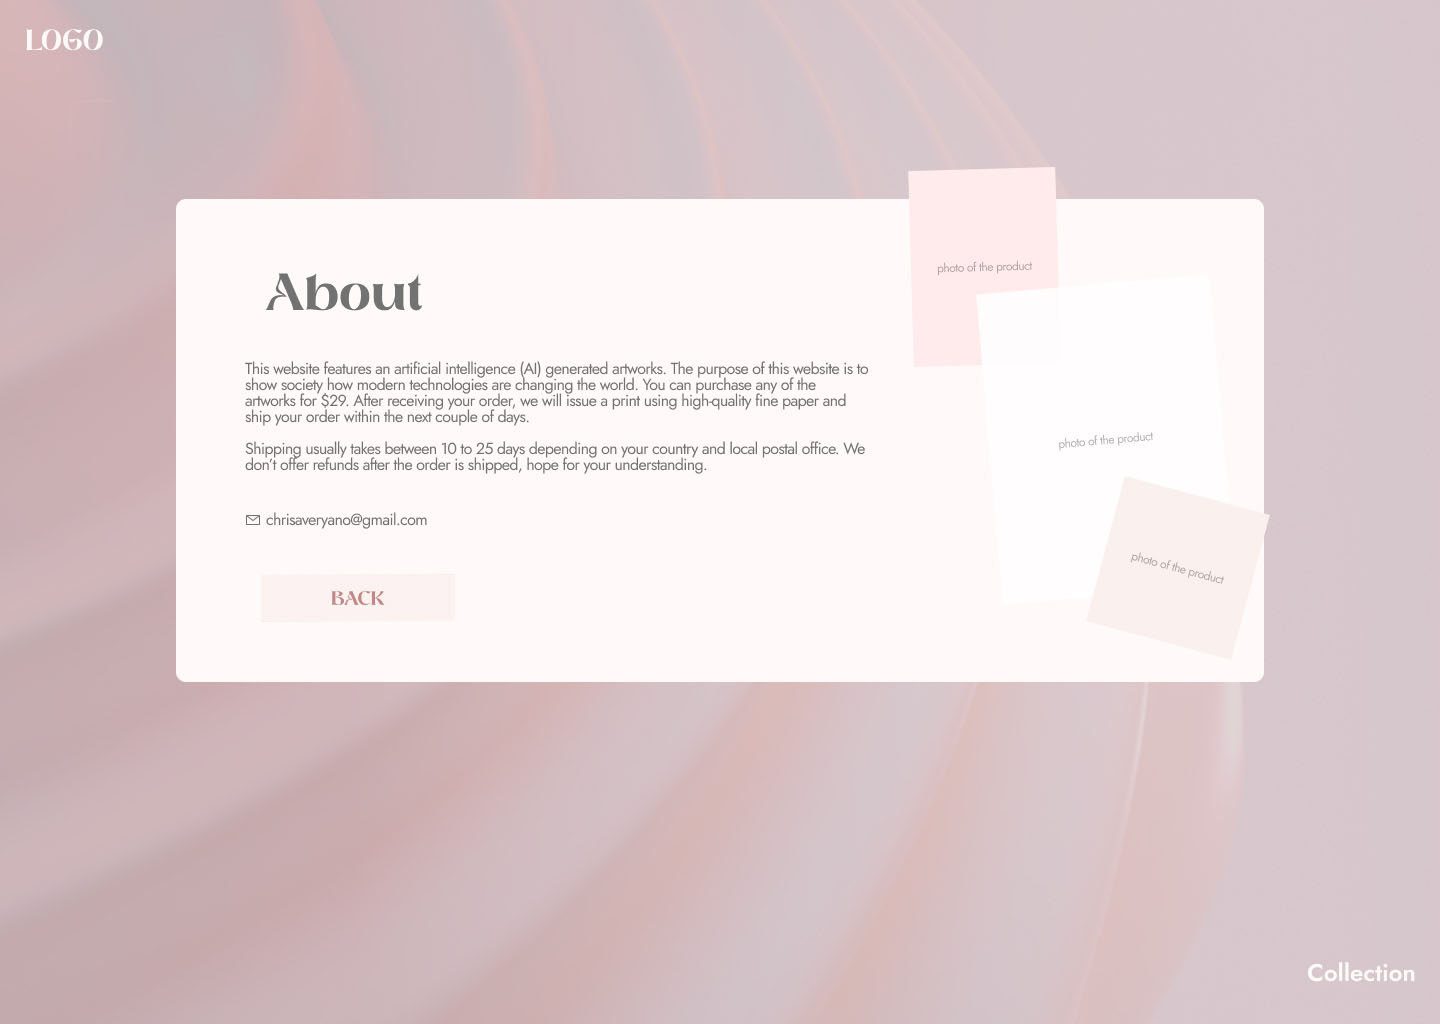 LOGO
About
This website features an artificial intelligence (AI) generated artworks. The purpose of this website is to
show society how modern technologies are changing the world. You can purchase any of the
artworks for $29. After receiving your order, we will issue a print using high-quality fine paper and
ship your order within the next couple of days.
Shipping usually takes between 10 to 25 days depending on your country and local postal office. We
don't offer refunds after the order is shipped, hope for your understanding.
chrisaveryano@gmail.com
BACK
photo of the product
photo of the product
photo of the product
Collection